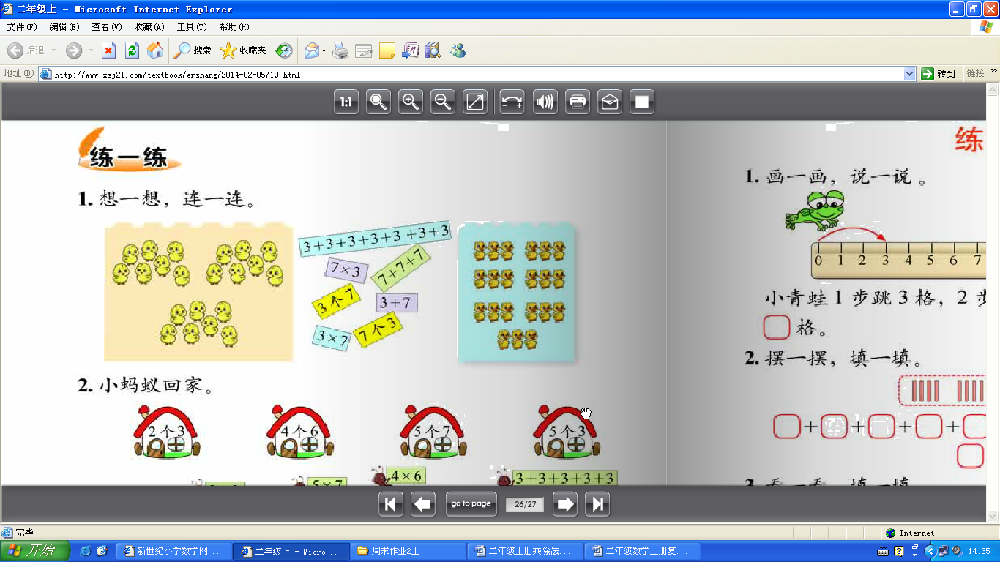 二年级上 - Microsoft Internet Explorer
文件(F) 编辑(E) 查看(V) 收藏(A) 工具(T) 帮助(H)
后退 搜索 收藏夹
地址(D) http://www.xsj21.com/textbook/ershang/2014-02-05/19.html 转到 链接 »
1:1
练一练
1. 想一想，连一连。
3+3+3+3+3+3+3
7×3
7+7+7
3个7
3+7
3×7
7个3
2. 小蚂蚁回家。
2个3 4个6 5个7 5个3
5×7 4×6 3+3+3+3+3
练
1. 画一画，说一说。
0 1 2 3 4 5 6 7
小青蛙1步跳3格，2步
格。
2. 摆一摆，填一填。
+ + + +
3. 看一看，填一填
go to page 26/27
完毕 Internet
开始 新世纪小学数学网... 二年级上 - Micro... 周末作业2上 二年级上册乘除法... 二年级数学上册复... 14:35